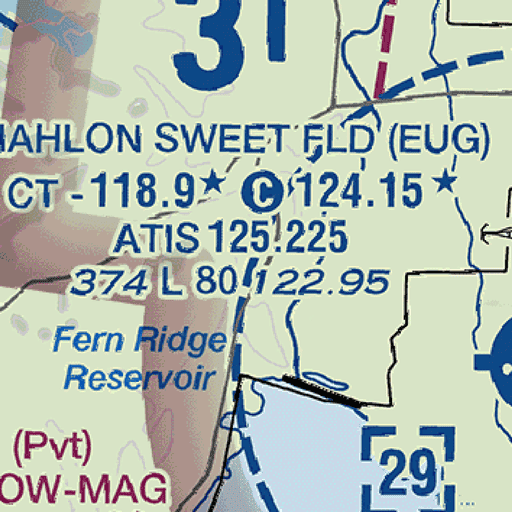 31
MAHLON SWEET FLD (EUG)
CT - 118.9 ★ C 124.15 ★
ATIS 125.225
374 L 80 122.95
Fern Ridge
Reservoir
(Pvt)
OW-MAG
29